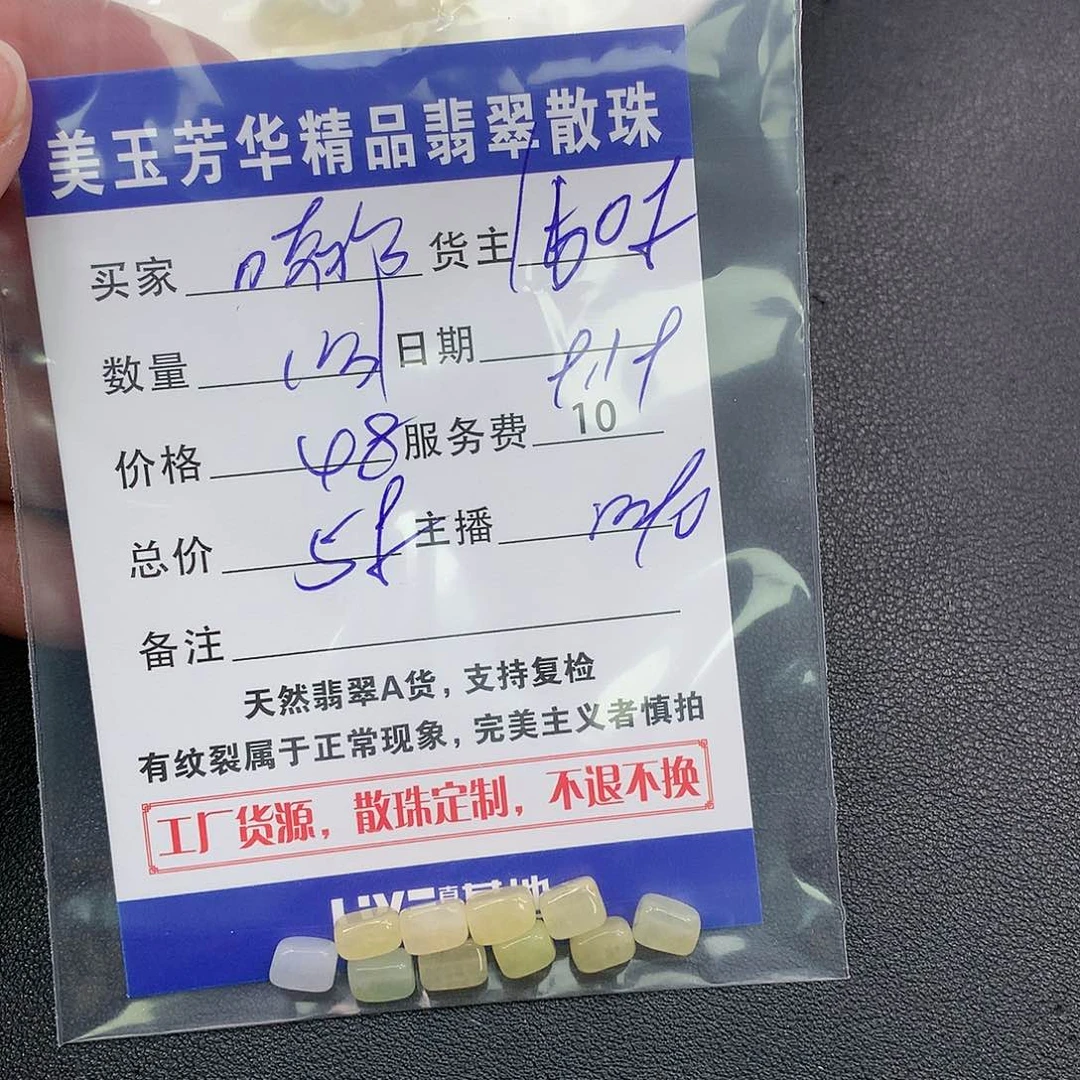 美玉芳华精品翡翠散珠
买家 货主
数量 日期
价格 48 服务费 10
总价 58 主播
备注
天然翡翠A货，支持复检
有纹裂属于正常现象，完美主义者慎拍
工厂货源，散珠定制，不退不换